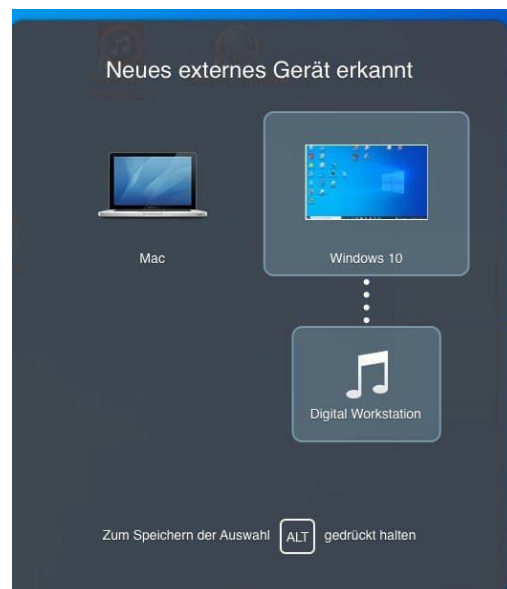 Neues externes Gerät erkannt
Mac
Windows 10
Digital Workstation
Zum Speichern der Auswahl ALT gedrückt halten